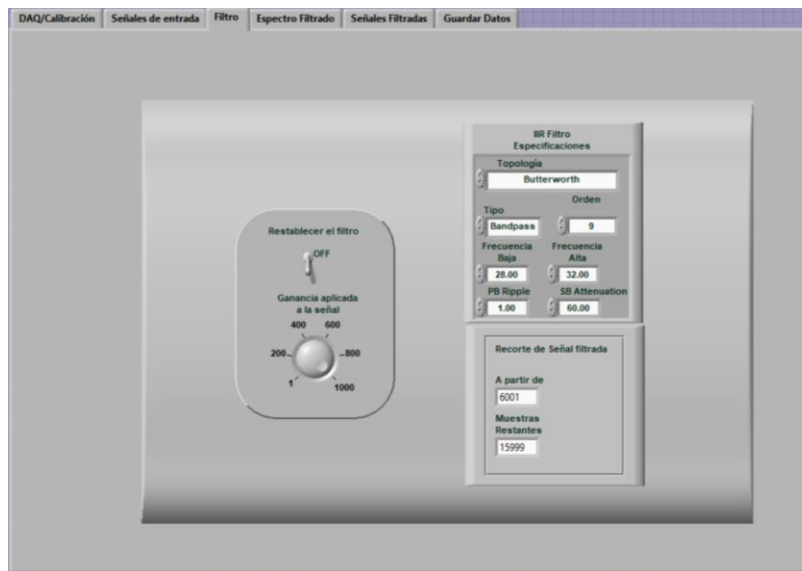 DAQ/Calibración Señales de entrada Filtro Espectro Filtrado Señales Filtradas Guardar Datos
IIR Filtro
Especificaciones
Topología
Butterworth
Orden
Tipo
Bandpass 9
Frecuencia Frecuencia
Baja Alta
28.00 32.00
PB Ripple SB Attenuation
1.00 60.00
Restablecer el filtro
OFF
Ganancia aplicada
a la señal
400 600
200 800
1 1000
Recorte de Señal filtrada
A partir de
6001
Muestras
Restantes
15999